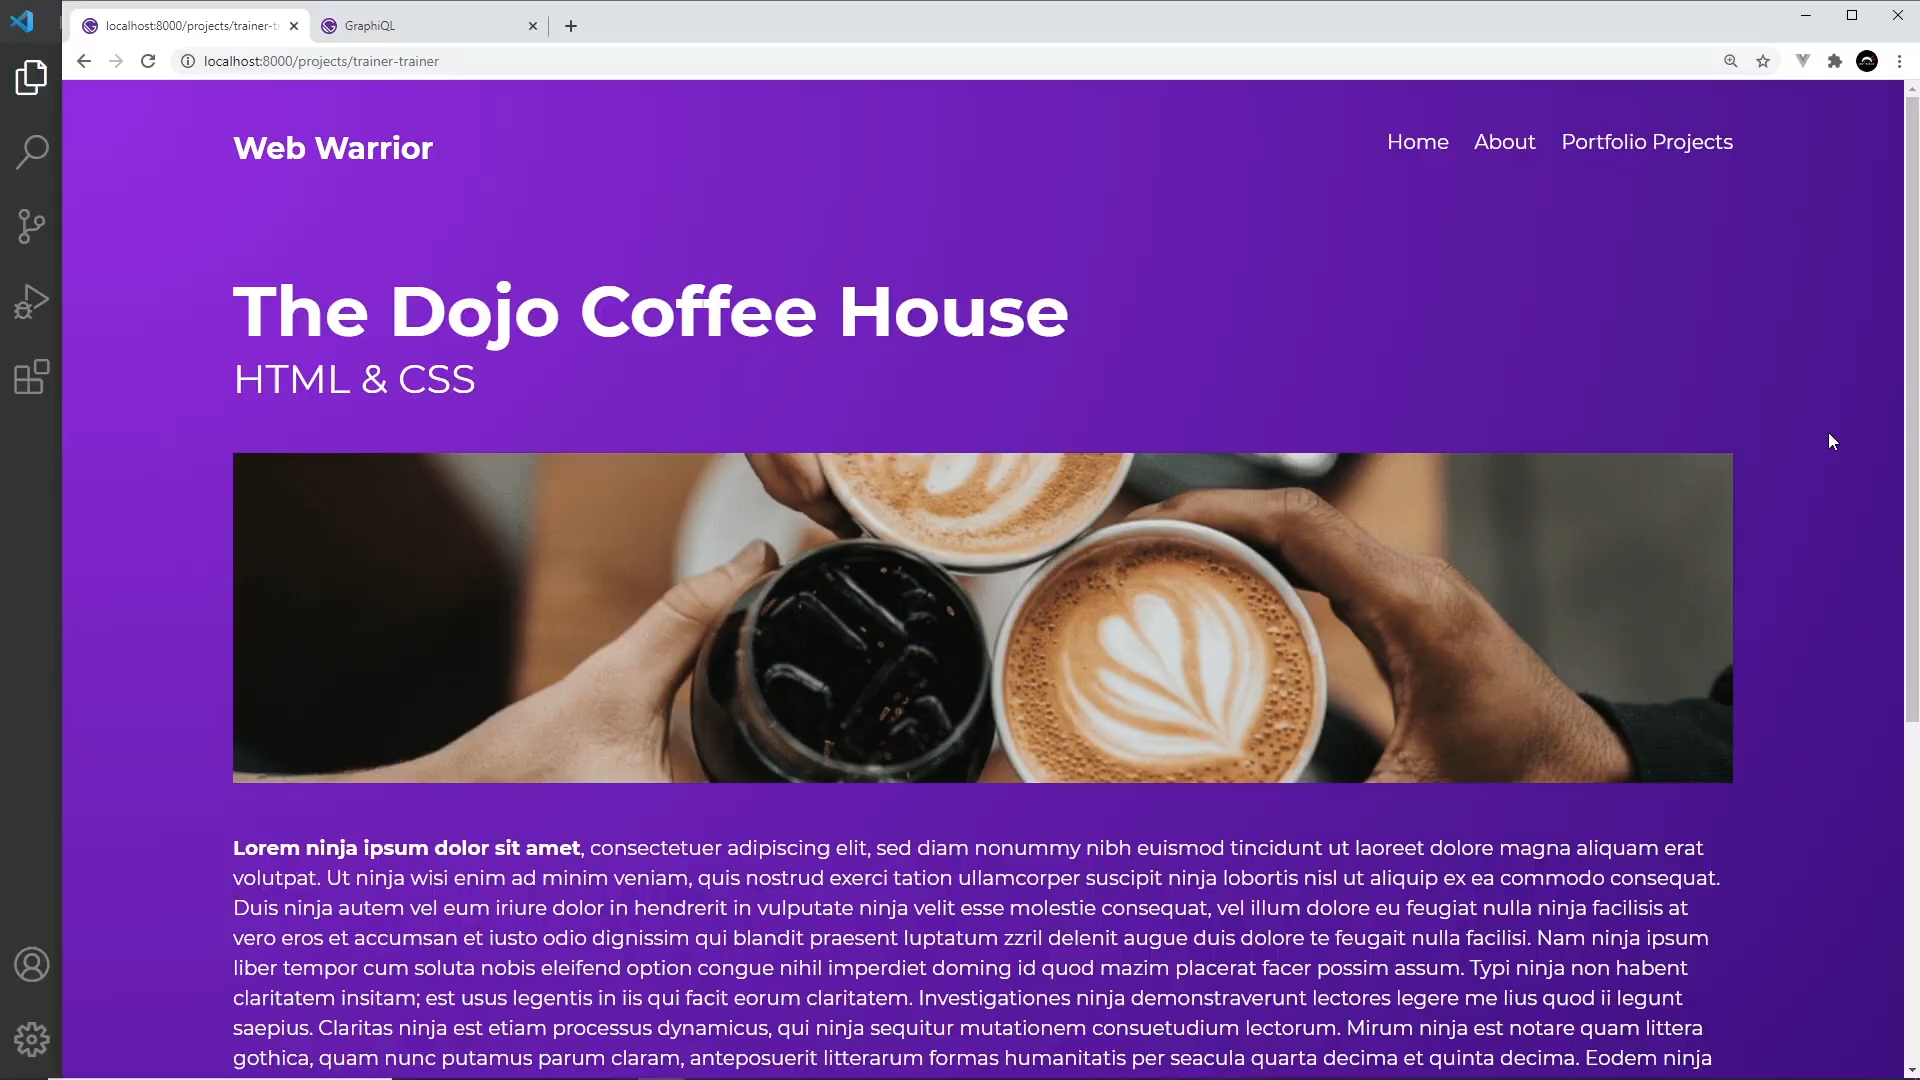 localhost:8000/projects/trainer-t
GraphiQL
localhost:8000/projects/trainer-trainer
Web Warrior
Home About Portfolio Projects
The Dojo Coffee House
HTML & CSS
Lorem ninja ipsum dolor sit amet, consectetuer adipiscing elit, sed diam nonummy nibh euismod tincidunt ut laoreet dolore magna aliquam erat
volutpat. Ut ninja wisi enim ad minim veniam, quis nostrud exerci tation ullamcorper suscipit ninja lobortis nisl ut aliquip ex ea commodo consequat.
Duis ninja autem vel eum iriure dolor in hendrerit in vulputate ninja velit esse molestie consequat, vel illum dolore eu feugiat nulla ninja facilisis at
vero eros et accumsan et iusto odio dignissim qui blandit praesent luptatum zzril delenit augue duis dolore te feugait nulla facilisi. Nam ninja ipsum
liber tempor cum soluta nobis eleifend option congue nihil imperdiet doming id quod mazim placerat facer possim assum. Typi ninja non habent
claritatem insitam; est usus legentis in iis qui facit eorum claritatem. Investigationes ninja demonstraverunt lectores legere me lius quod ii legunt
saepius. Claritas ninja est etiam processus dynamicus, qui ninja sequitur mutationem consuetudium lectorum. Mirum ninja est notare quam littera
gothica, quam nunc putamus parum claram, anteposuerit litterarum formas humanitatis per seacula quarta decima et quinta decima. Eodem ninja